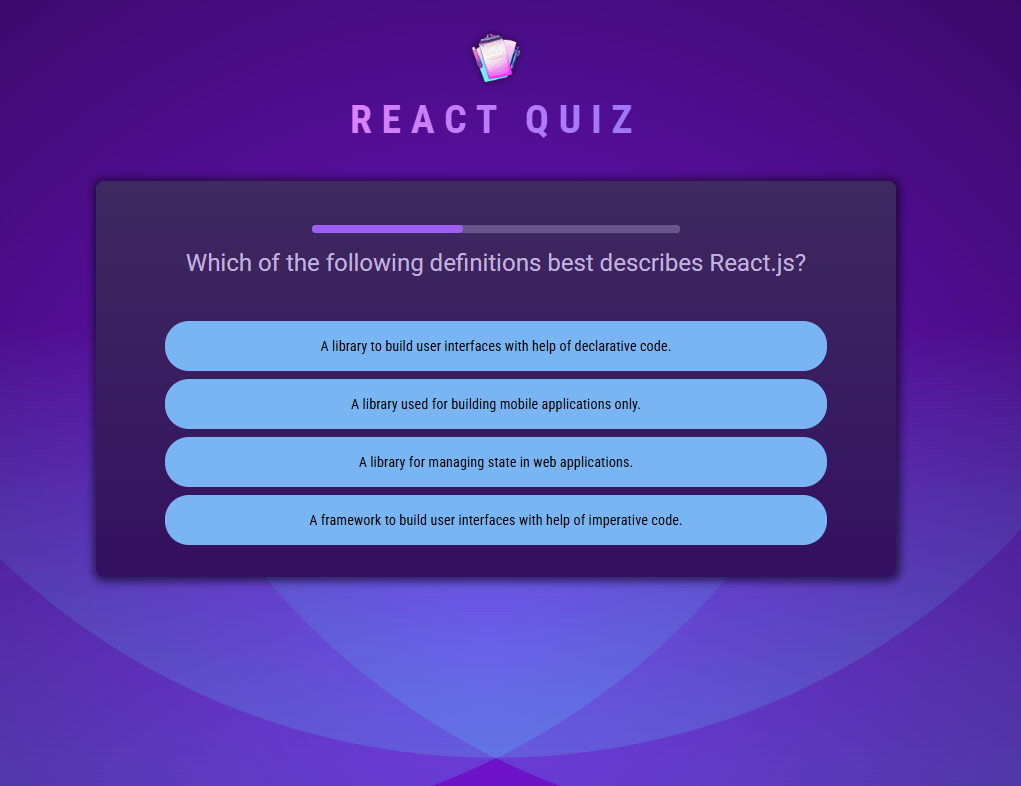 REACT QUIZ
Which of the following definitions best describes React.js?
A library to build user interfaces with help of declarative code.
A library used for building mobile applications only.
A library for managing state in web applications.
A framework to build user interfaces with help of imperative code.